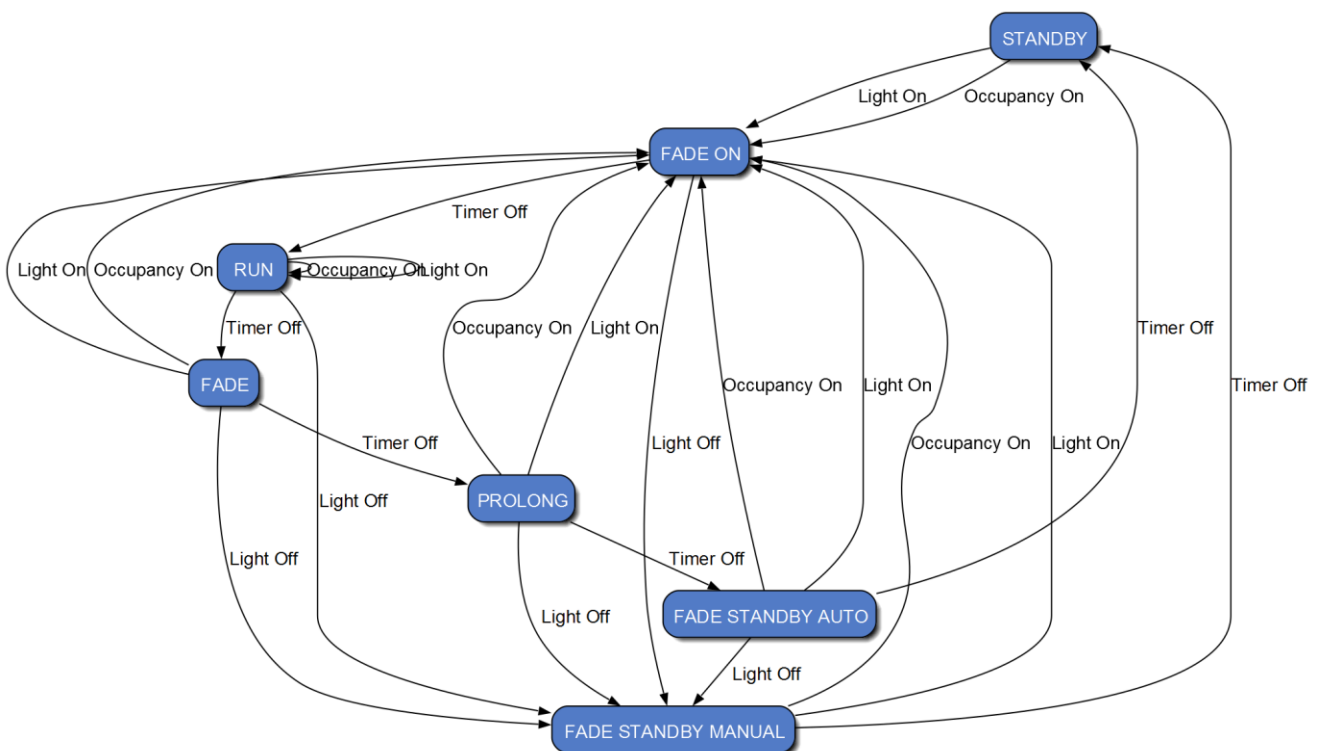 STANDBY
Light On
Occupancy On
FADE ON
Timer Off
RUN
Occupancy On
Light On
Light On
Occupancy On
Timer Off
Occupancy On
Light On
Timer Off
Timer Off
FADE
Occupancy On
Light On
Timer Off
Light Off
Occupancy On
Light On
PROLONG
Light Off
Light Off
Timer Off
FADE STANDBY AUTO
Light Off
Light Off
FADE STANDBY MANUAL